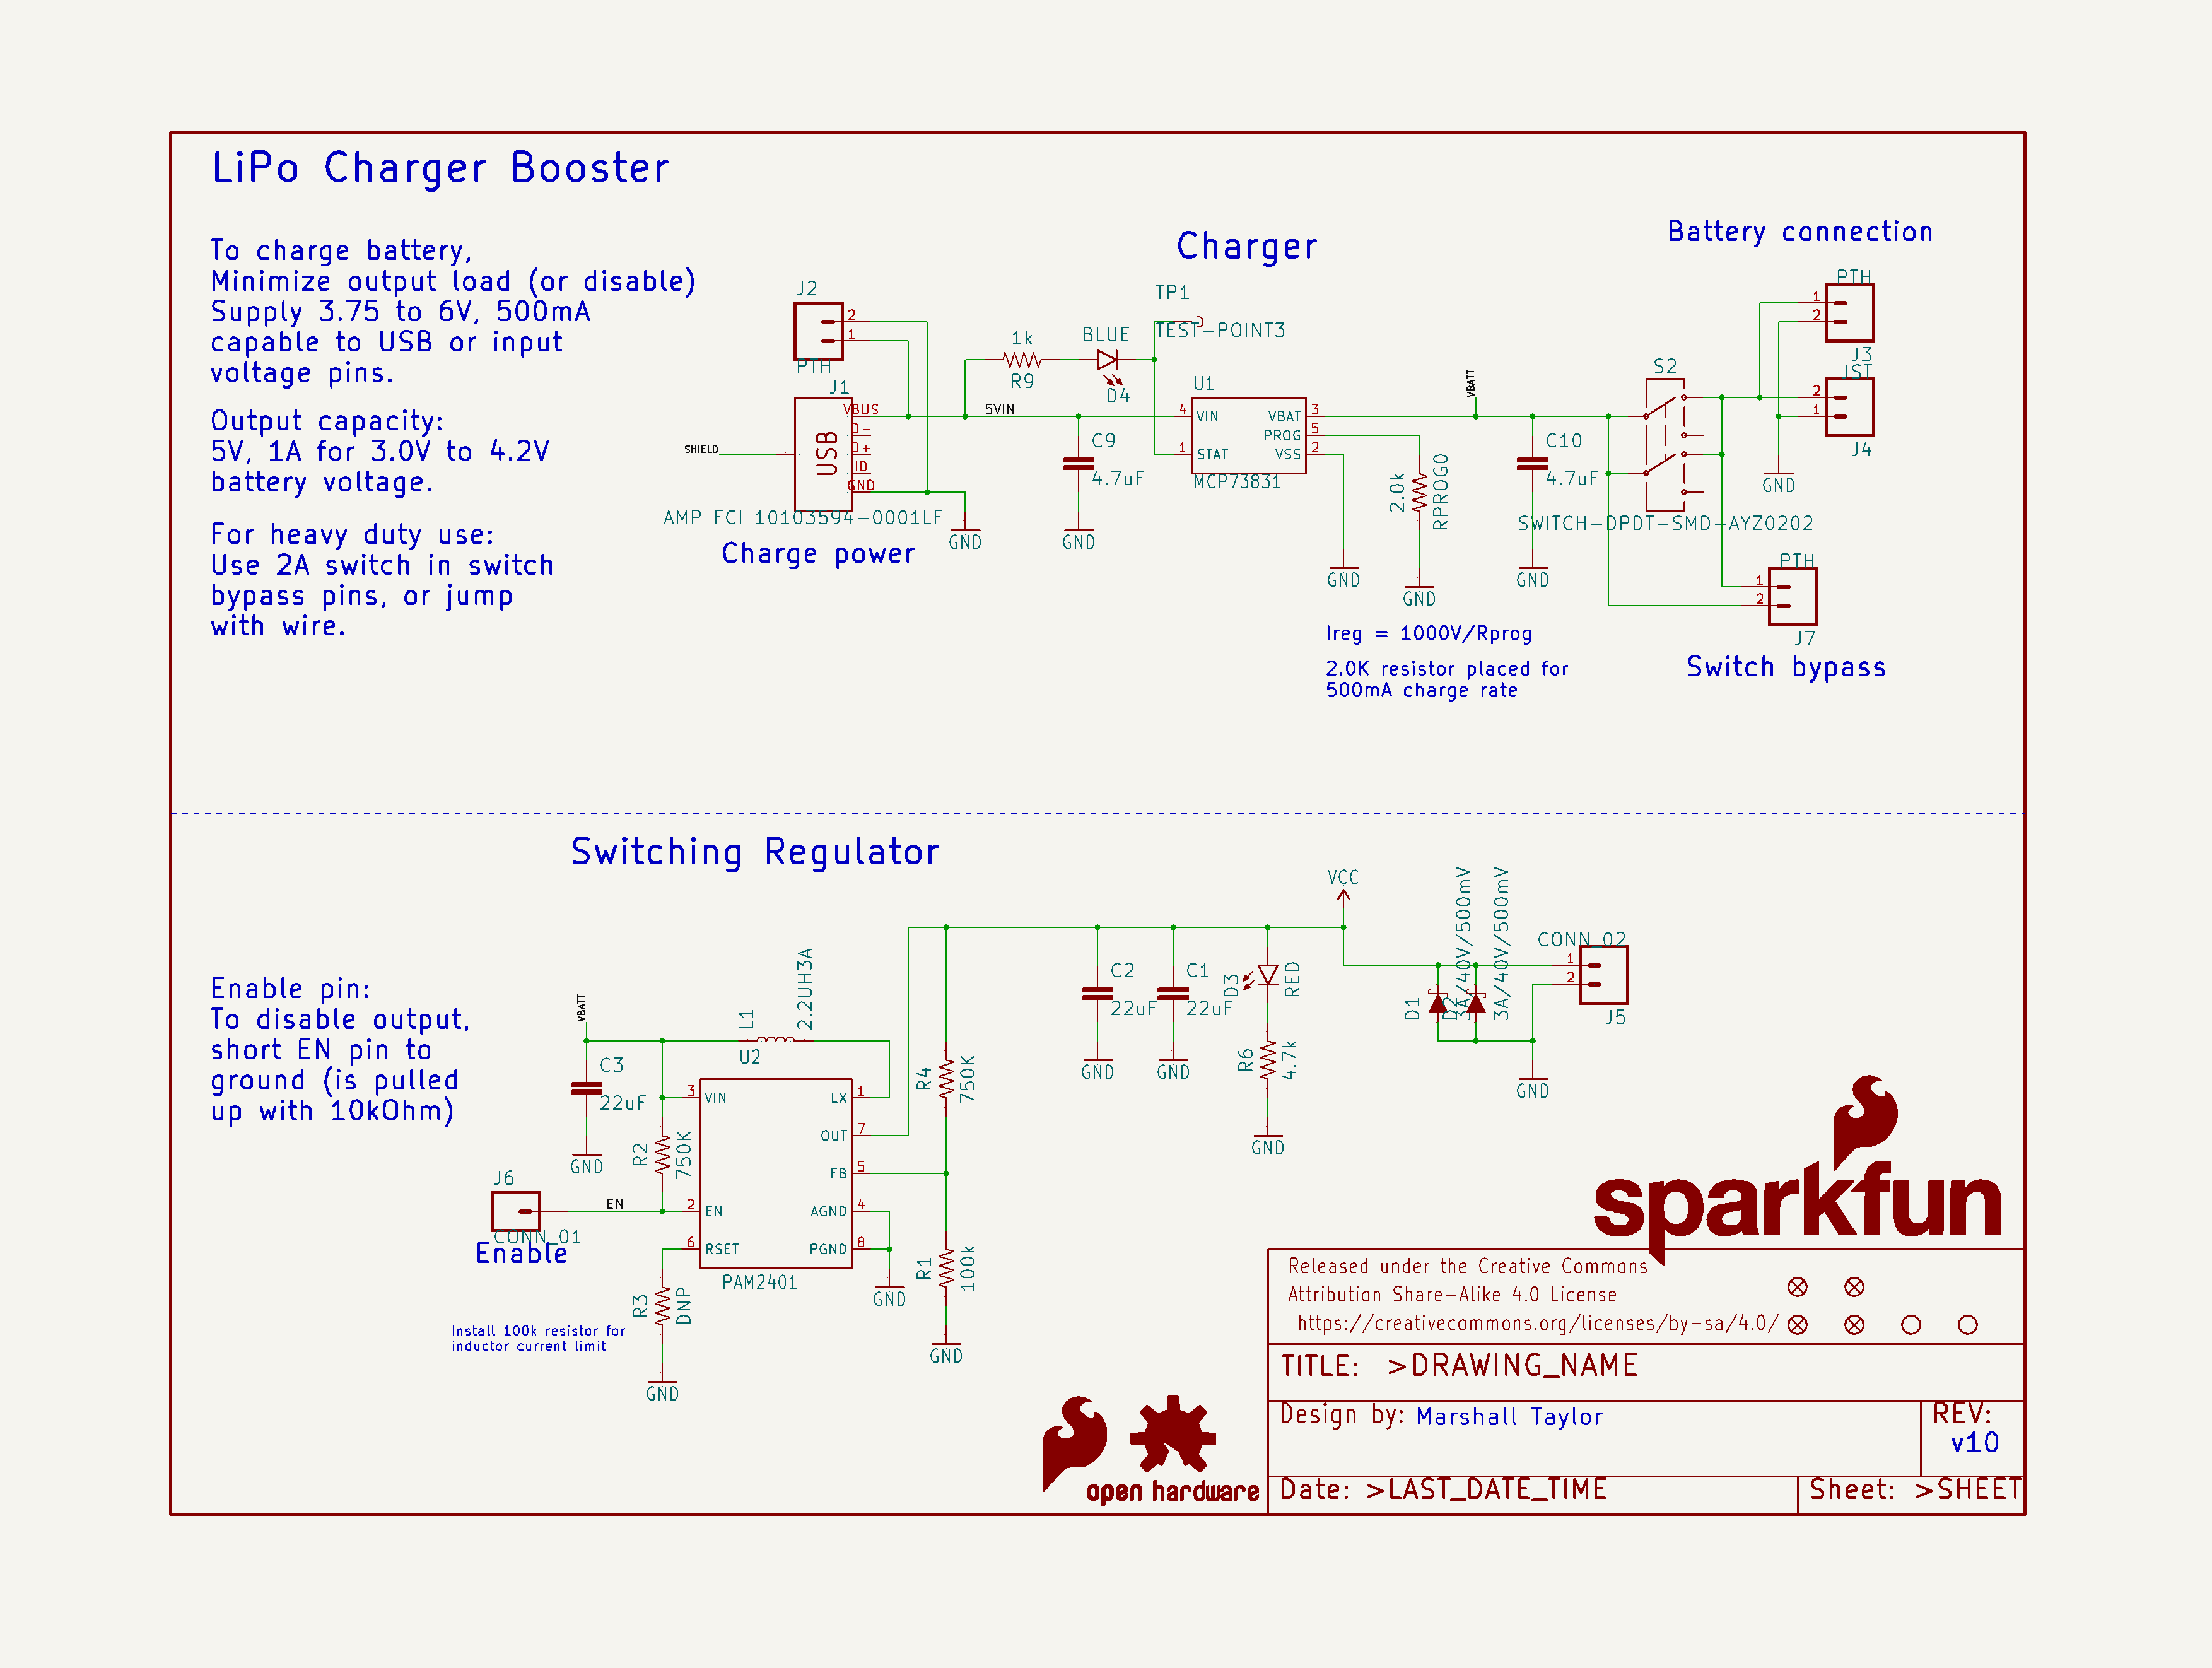 LiPo Charger Booster
To charge battery,
Minimize output load (or disable)
Supply 3.75 to 6V, 500mA
capable to USB or input
voltage pins.
Output capacity:
5V, 1A for 3.0V to 4.2V
battery voltage.
For heavy duty use:
Use 2A switch in switch
bypass pins, or jump
with wire.
J2
2
1
PTH
J1
VBUS
D-
D+
ID
GND
USB
SHIELD
AMP FCI 10103594-0001LF
Charge power
GND
Charger
TP1
TEST-POINT3
1k
R9
BLUE
D4
5VIN
C9
4.7uF
GND
U1
4 VIN
1 STAT
VBAT 3
PROG 5
VSS 2
MCP73831
GND
2.0k
RPROG0
GND
VBATT
C10
4.7uF
GND
Ireg = 1000V/Rprog
2.0K resistor placed for
500mA charge rate
Battery connection
S2
SWITCH-DPDT-SMD-AYZ0202
PTH
1
2
J3
JST
2
1
J4
GND
PTH
1
2
J7
Switch bypass
Switching Regulator
Enable pin:
To disable output,
short EN pin to
ground (is pulled
up with 10kOhm)
VBATT
C3
22uF
GND
L1
2.2UH3A
U2
3 VIN
2 EN
6 RSET
LX 1
OUT 7
FB 5
AGND 4
PGND 8
PAM2401
GND
R2
750K
J6
EN
CONN_01
Enable
R3
DNP
GND
Install 100k resistor for
inductor current limit
R4
750K
R1
100k
GND
C2
22uF
GND
C1
22uF
GND
D3
RED
R6
4.7k
GND
VCC
D1
3A/40V/500mV
D2
3A/40V/500mV
CONN_02
1
2
J5
GND
sparkfun
Released under the Creative Commons
Attribution Share-Alike 4.0 License
https://creativecommons.org/licenses/by-sa/4.0/
TITLE: >DRAWING_NAME
Design by: Marshall Taylor
REV:
v10
open hardware
Date: >LAST_DATE_TIME
Sheet: >SHEET